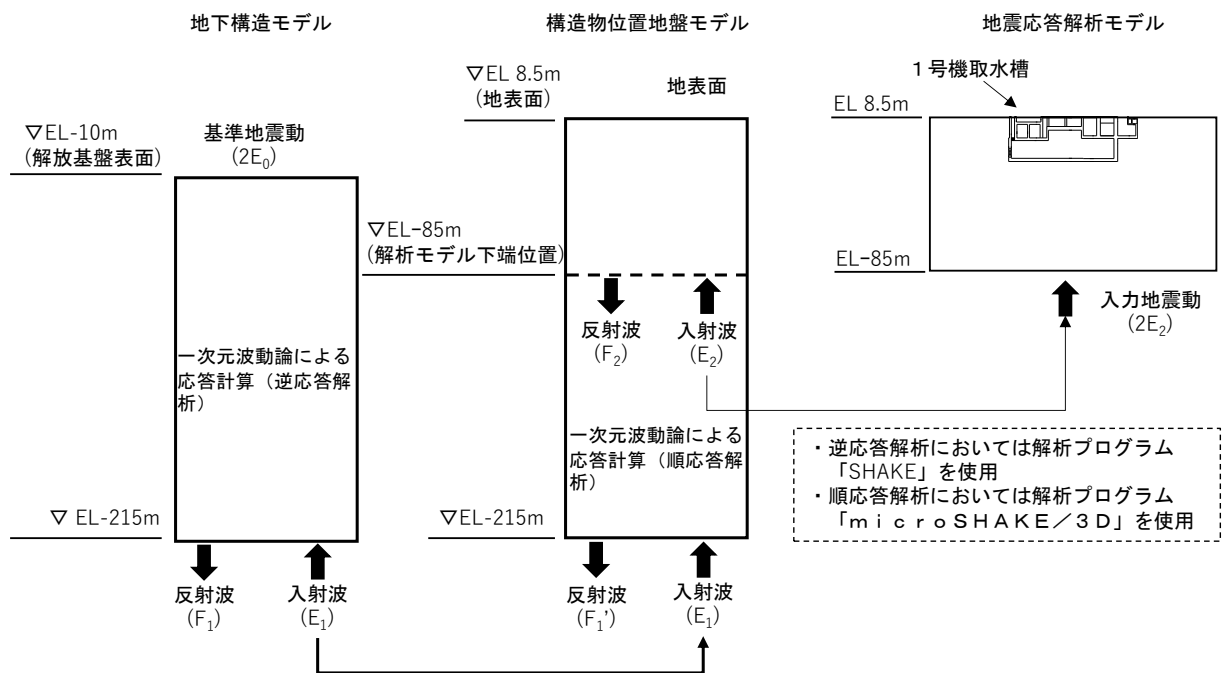 地下構造モデル
▽EL-10m
(解放基盤表面)
基準地震動
(2E₀)
一次元波動論による
応答計算（逆応答解
析）
▽ EL-215m
反射波
(F₁)
入射波
(E₁)
構造物位置地盤モデル
▽EL 8.5m
(地表面)
地表面
▽EL-85m
(解析モデル下端位置)
反射波
(F₂)
入射波
(E₂)
一次元波動論による
応答計算（順応答解
析）
▽EL-215m
反射波
(F₁')
入射波
(E₁)
地震応答解析モデル
１号機取水槽
EL 8.5m
EL-85m
入力地震動
(2E₂)
・逆応答解析においては解析プログラム
「SHAKE」を使用
・順応答解析においては解析プログラム
「ｍｉｃｒｏSHAKE／３Ｄ」を使用